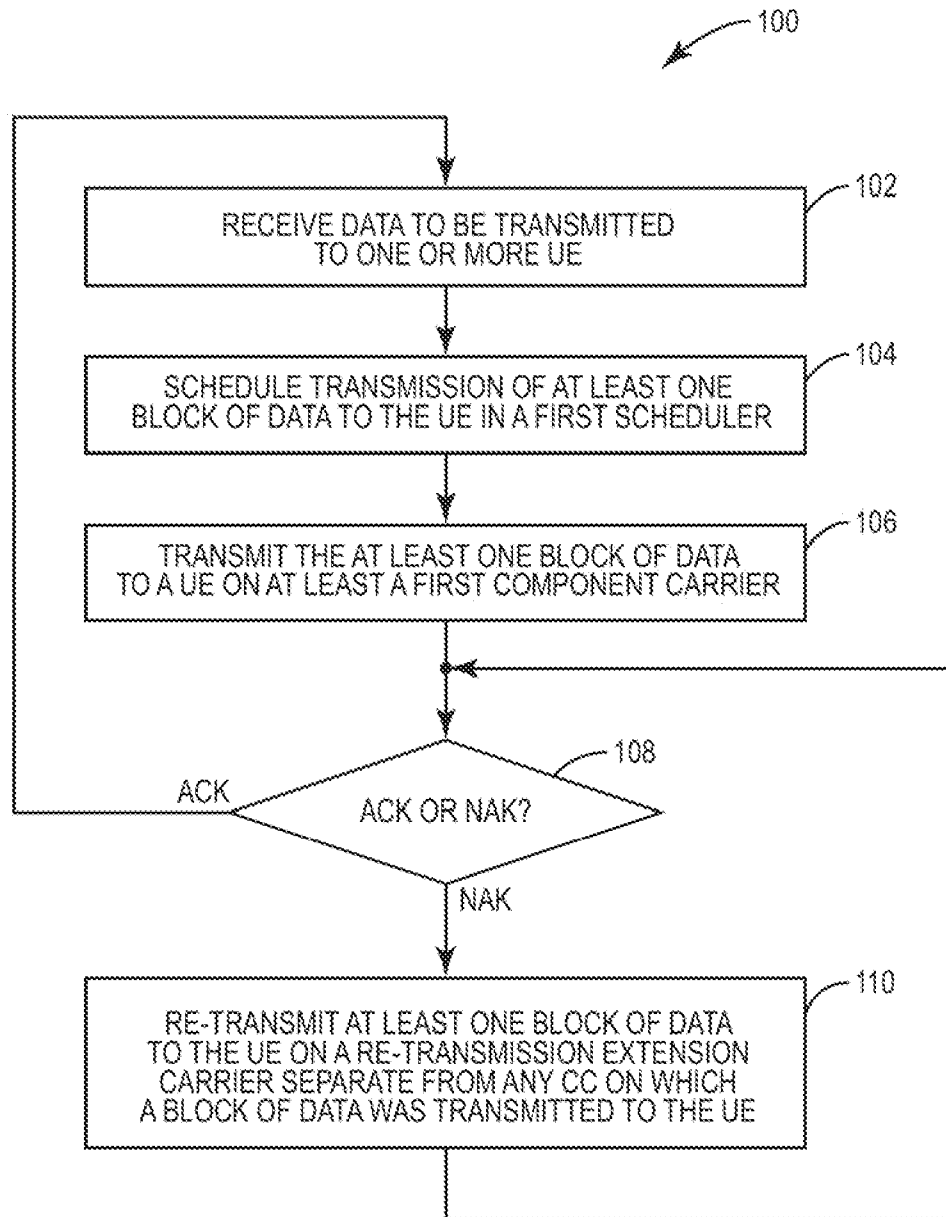 100
102
RECEIVE DATA TO BE TRANSMITTED
TO ONE OR MORE UE
104
SCHEDULE TRANSMISSION OF AT LEAST ONE
BLOCK OF DATA TO THE UE IN A FIRST SCHEDULER
106
TRANSMIT THE AT LEAST ONE BLOCK OF DATA
TO A UE ON AT LEAST A FIRST COMPONENT CARRIER
108
ACK
ACK OR NAK?
NAK
110
RE-TRANSMIT AT LEAST ONE BLOCK OF DATA
TO THE UE ON A RE-TRANSMISSION EXTENSION
CARRIER SEPARATE FROM ANY CC ON WHICH
A BLOCK OF DATA WAS TRANSMITTED TO THE UE